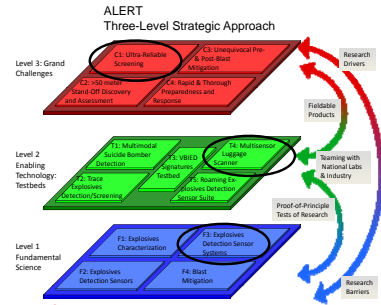 ALERT
Three-Level Strategic Approach
Level 3: Grand
Challenges
C1: Ultra-Reliable
Screening
C3: Unequivocal Pre-
& Post-Blast
Mitigation
C2: >50 meter
Stand-Off Discovery
and Assessment
C4: Rapid & Thorough
Preparedness and
Response
Research
Drivers
Fieldable
Products
Level 2
Enabling
Technology:
Testbeds
T1: Multimodal
Suicide Bomber
Detection
T4: Multisensor
Luggage
Scanner
T3: VBIED
Signatures
Testbed
T2: Trace
Explosives
Detection/Screening
T5: Roaming Ex-
plosives Detection
Sensor Suite
Teaming with
National Labs
& Industry
Proof-of-Principle
Tests of Research
Level 1
Fundamental
Science
F1: Explosives
Characterization
F3: Explosives
Detection Sensor
Systems
F2: Explosives
Detection Sensors
F4: Blast
Mitigation
Research
Barriers